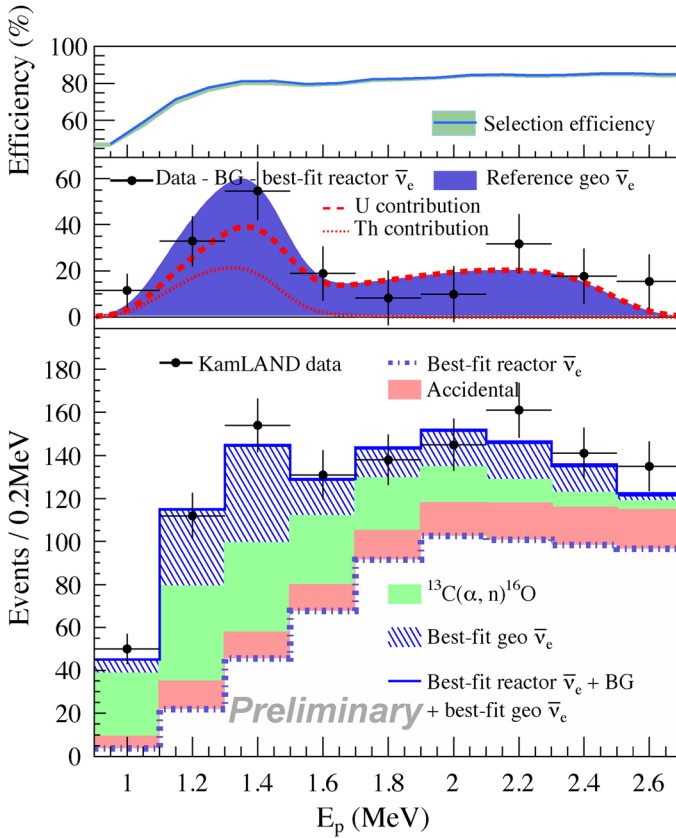 Efficiency (%)
100
80
60
Selection efficiency
60
40
20
0
Data - BG - best-fit reactor ν̅e
Reference geo ν̅e
U contribution
Th contribution
Events / 0.2MeV
180
160
140
120
100
80
60
40
20
0
KamLAND data
Best-fit reactor ν̅e
Accidental
¹³C(α, n)¹⁶O
Best-fit geo ν̅e
Best-fit reactor ν̅e + BG
+ best-fit geo ν̅e
Preliminary
1 1.2 1.4 1.6 1.8 2 2.2 2.4 2.6
Ep (MeV)